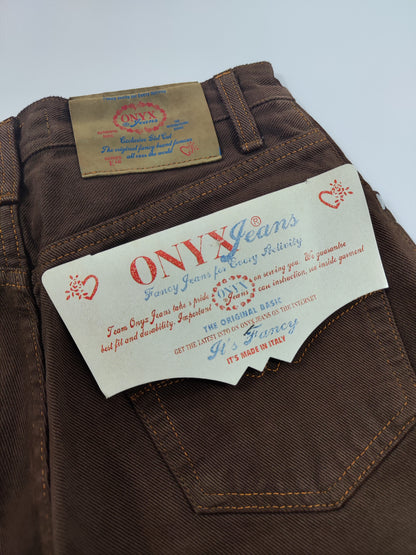 ONYX
Jeans
Exclusive Slat Cut
The original fancy brand famous
all over the world
ONYX® Jeans
Fancy Jeans for Every Activity
Team Onyx Jeans take's pride ONYX on serving you. We guarantee
best fit and durability. Important Jeans care instruction, see inside garment
THE ORIGINAL BASIC
GET THE LATEST INFO ON ONYX JEANS ON THE INTERNET
It's Fancy
IT'S MADE IN ITALY